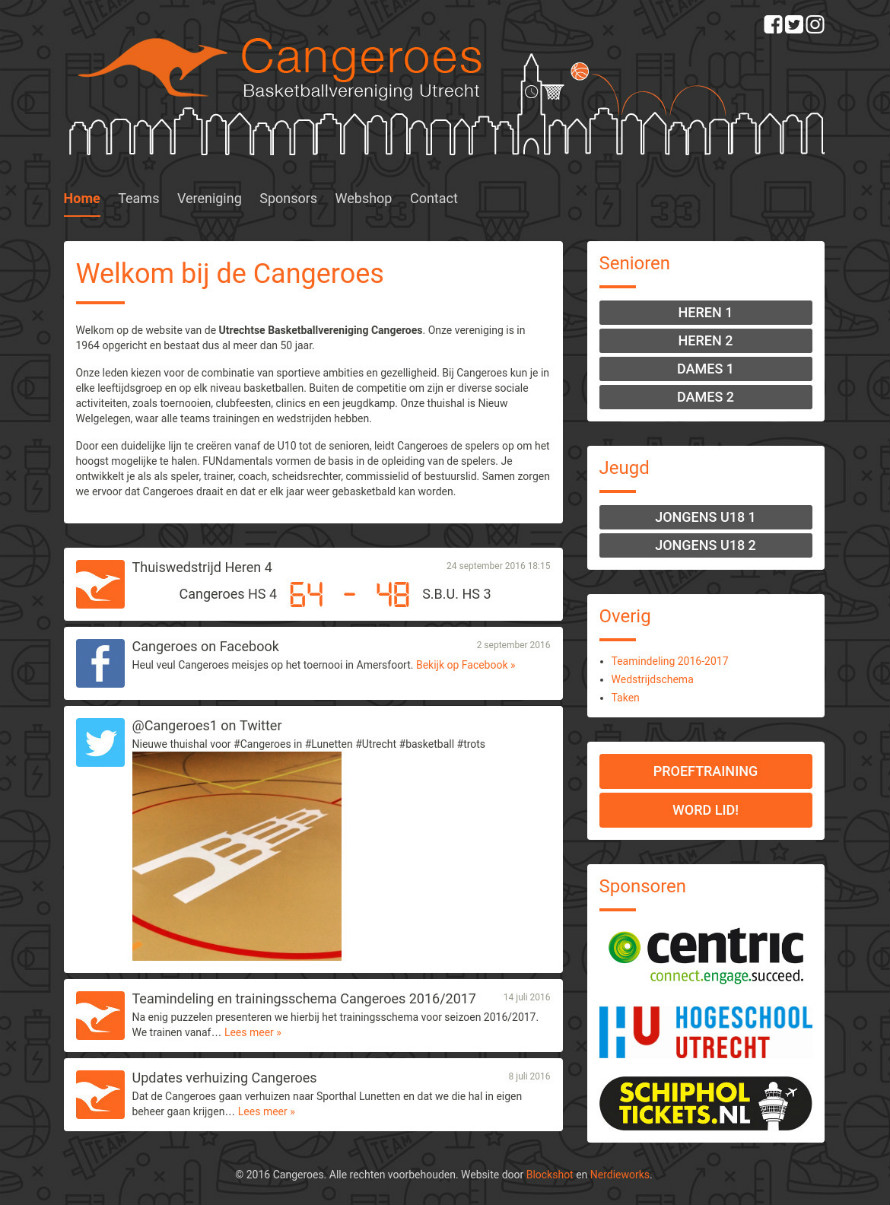 Cangeroes
Basketbalvereniging Utrecht
Home Teams Vereniging Sponsors Webshop Contact
Welkom bij de Cangeroes
Welkom op de website van de Utrechtse Basketbalvereniging Cangeroes. Onze vereniging is in
1964 opgericht en bestaat dus al meer dan 50 jaar.
Onze leden kiezen voor de combinatie van sportieve ambities en gezelligheid. Bij Cangeroes kun je in
elke leeftijdsgroep en op elk niveau basketballen. Buiten de competitie om zijn er diverse sociale
activiteiten, zoals toernooien, clubfeesten, clinics en een jeugdkamp. Onze thuishal is Nieuw
Welgelegen, waar alle teams trainingen en wedstrijden hebben.
Door een duidelijke lijn te creëren vanaf de U10 tot de senioren, leidt Cangeroes de spelers op om het
hoogst mogelijke te halen. FUNdamentals vormen de basis in de opleiding van de spelers. Je
ontwikkelt je als als speler, trainer, coach, scheidsrechter, commissielid of bestuurslid. Samen zorgen
we ervoor dat Cangeroes draait en dat er elk jaar weer gebasketbald kan worden.
Thuiswedstrijd Heren 4 24 september 2016 18:15
Cangeroes HS 4 64 - 48 S.B.U. HS 3
Cangeroes on Facebook 2 september 2016
Heul veul Cangeroes meisjes op het toernooi in Amersfoort. Bekijk op Facebook »
@Cangeroes1 on Twitter
Nieuwe thuishal voor #Cangeroes in #Lunetten #Utrecht #basketball #trots
Teamindeling en trainingsschema Cangeroes 2016/2017 14 juli 2016
Na enig puzzelen presenteren we hierbij het trainingsschema voor seizoen 2016/2017.
We trainen vanaf… Lees meer »
Updates verhuizing Cangeroes 8 juli 2016
Dat de Cangeroes gaan verhuizen naar Sporthal Lunetten en dat we die hal in eigen
beheer gaan krijgen… Lees meer »
Senioren
HEREN 1
HEREN 2
DAMES 1
DAMES 2
Jeugd
JONGENS U18 1
JONGENS U18 2
Overig
Teamindeling 2016-2017
Wedstrijdschema
Taken
PROEFTRAINING
WORD LID!
Sponsoren
centric
connect.engage.succeed.
HU HOGESCHOOL
UTRECHT
SCHIPHOL
TICKETS.NL
© 2016 Cangeroes. Alle rechten voorbehouden. Website door Blockshot en Nerdieworks.